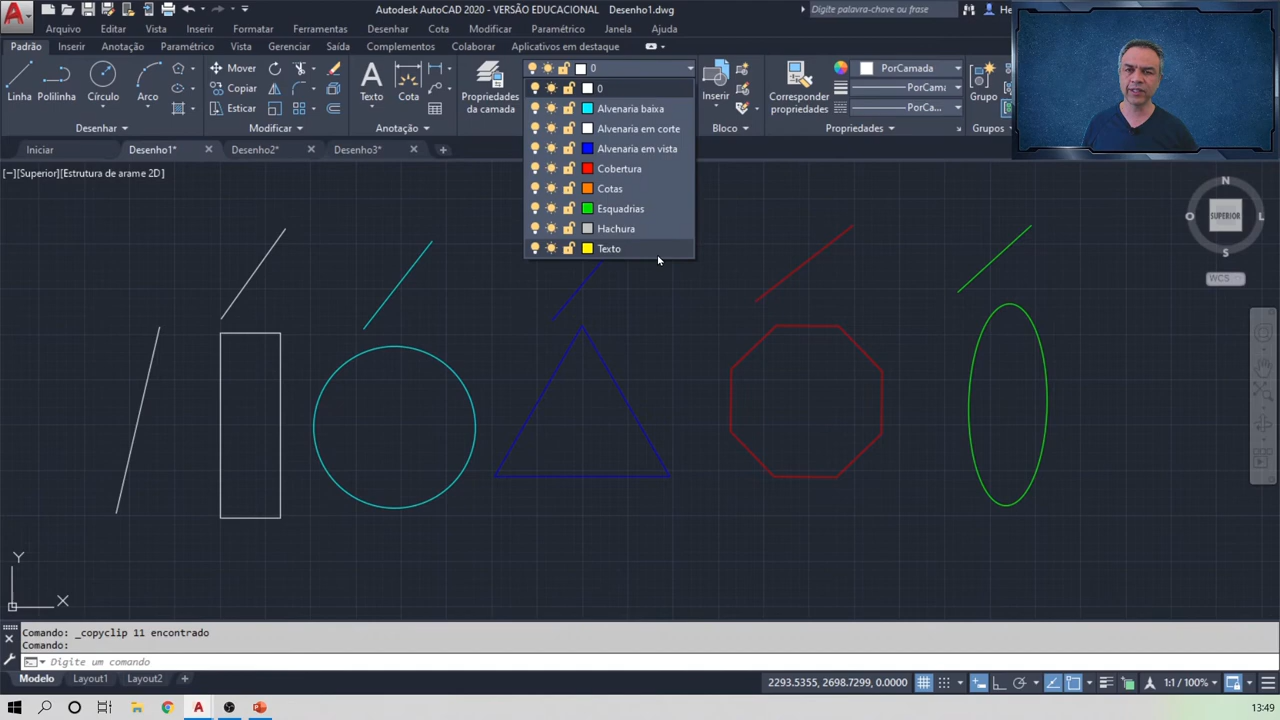 Autodesk AutoCAD 2020 - VERSÃO EDUCACIONAL Desenho1.dwg
Digite palavra-chave ou frase
He
Arquivo Editar Vista Inserir Formatar Ferramentas Desenhar Cota Modificar Paramétrico Janela Ajuda
Padrão Inserir Anotação Paramétrico Vista Gerenciar Saída Complementos Colaborar Aplicativos em destaque
Linha Polilinha Círculo Arco
Mover
Copiar
Esticar
Texto Cota
Propriedades da camada
0
Inserir
Corresponder propriedades
PorCamada
PorCama
PorCa...
Grupo
Desenhar Modificar Anotação Bloco Propriedades Grupos
0
Alvenaria baixa
Alvenaria em corte
Alvenaria em vista
Cobertura
Cotas
Esquadrias
Hachura
Texto
Iniciar Desenho1* Desenho2* Desenho3*
[−][Superior][Estrutura de arame 2D]
N
O SUPERIOR L
S
WCS
Y
X
Comando: _copyclip 11 encontrado
Comando:
Digite um comando
Modelo Layout1 Layout2 +
2293.5355, 2698.7299, 0.0000
1:1 / 100%
13:49